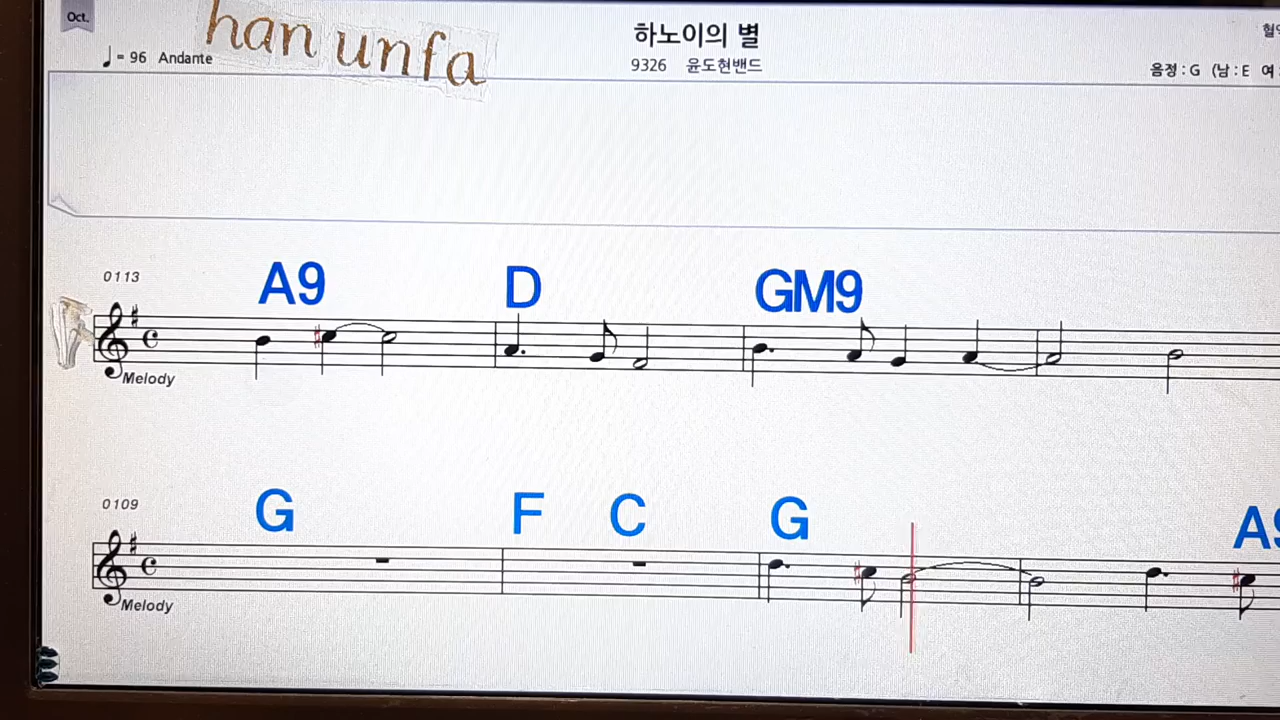 Oct.
han unfa
하노이의 별
♩= 96 Andante
9326 윤도현밴드
음정 : G (남 : E 여
0113
A9 D GM9
Melody
0109
G F C G
Melody